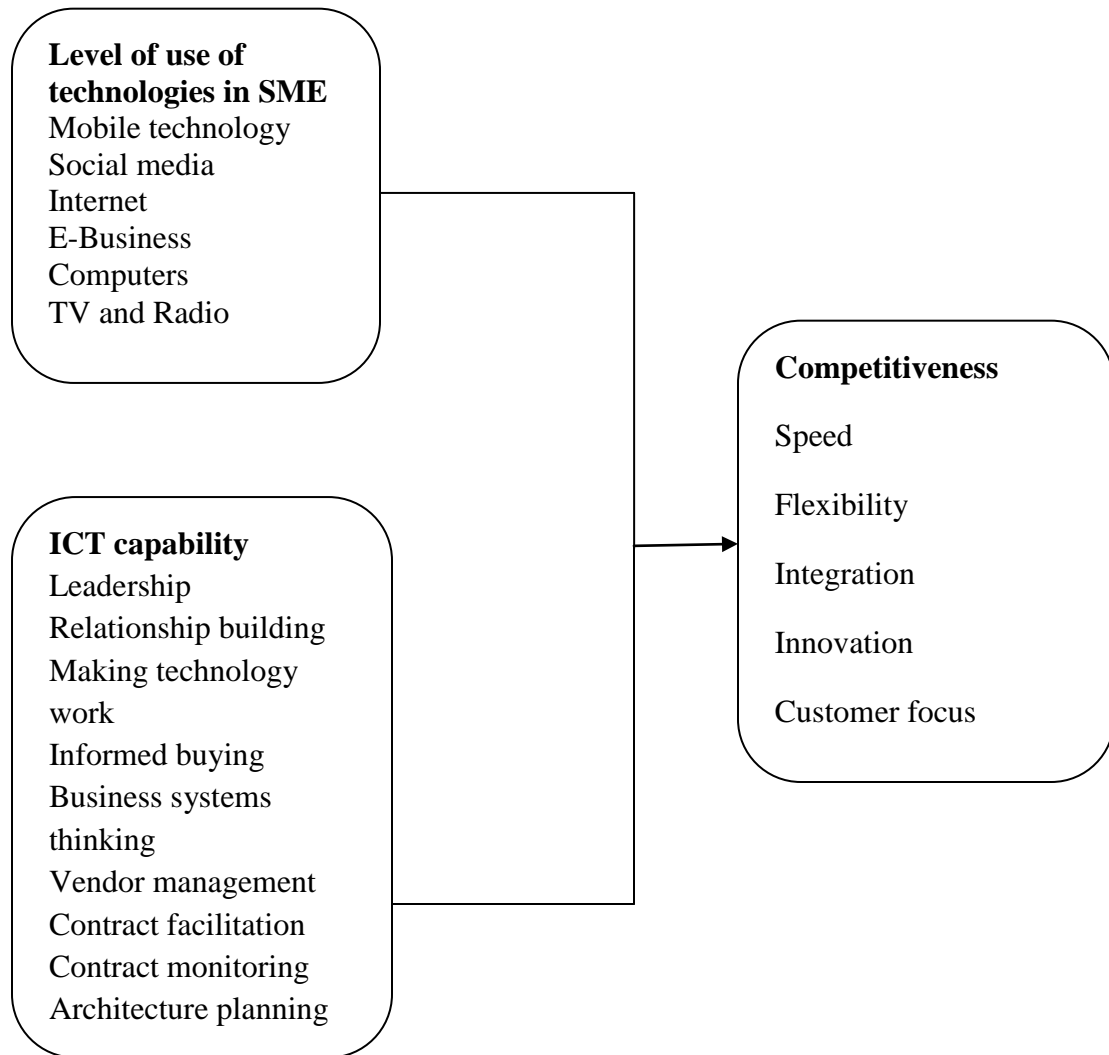 Level of use of
technologies in SME
Mobile technology
Social media
Internet
E-Business
Computers
TV and Radio
ICT capability
Leadership
Relationship building
Making technology
work
Informed buying
Business systems
thinking
Vendor management
Contract facilitation
Contract monitoring
Architecture planning
Competitiveness
Speed
Flexibility
Integration
Innovation
Customer focus